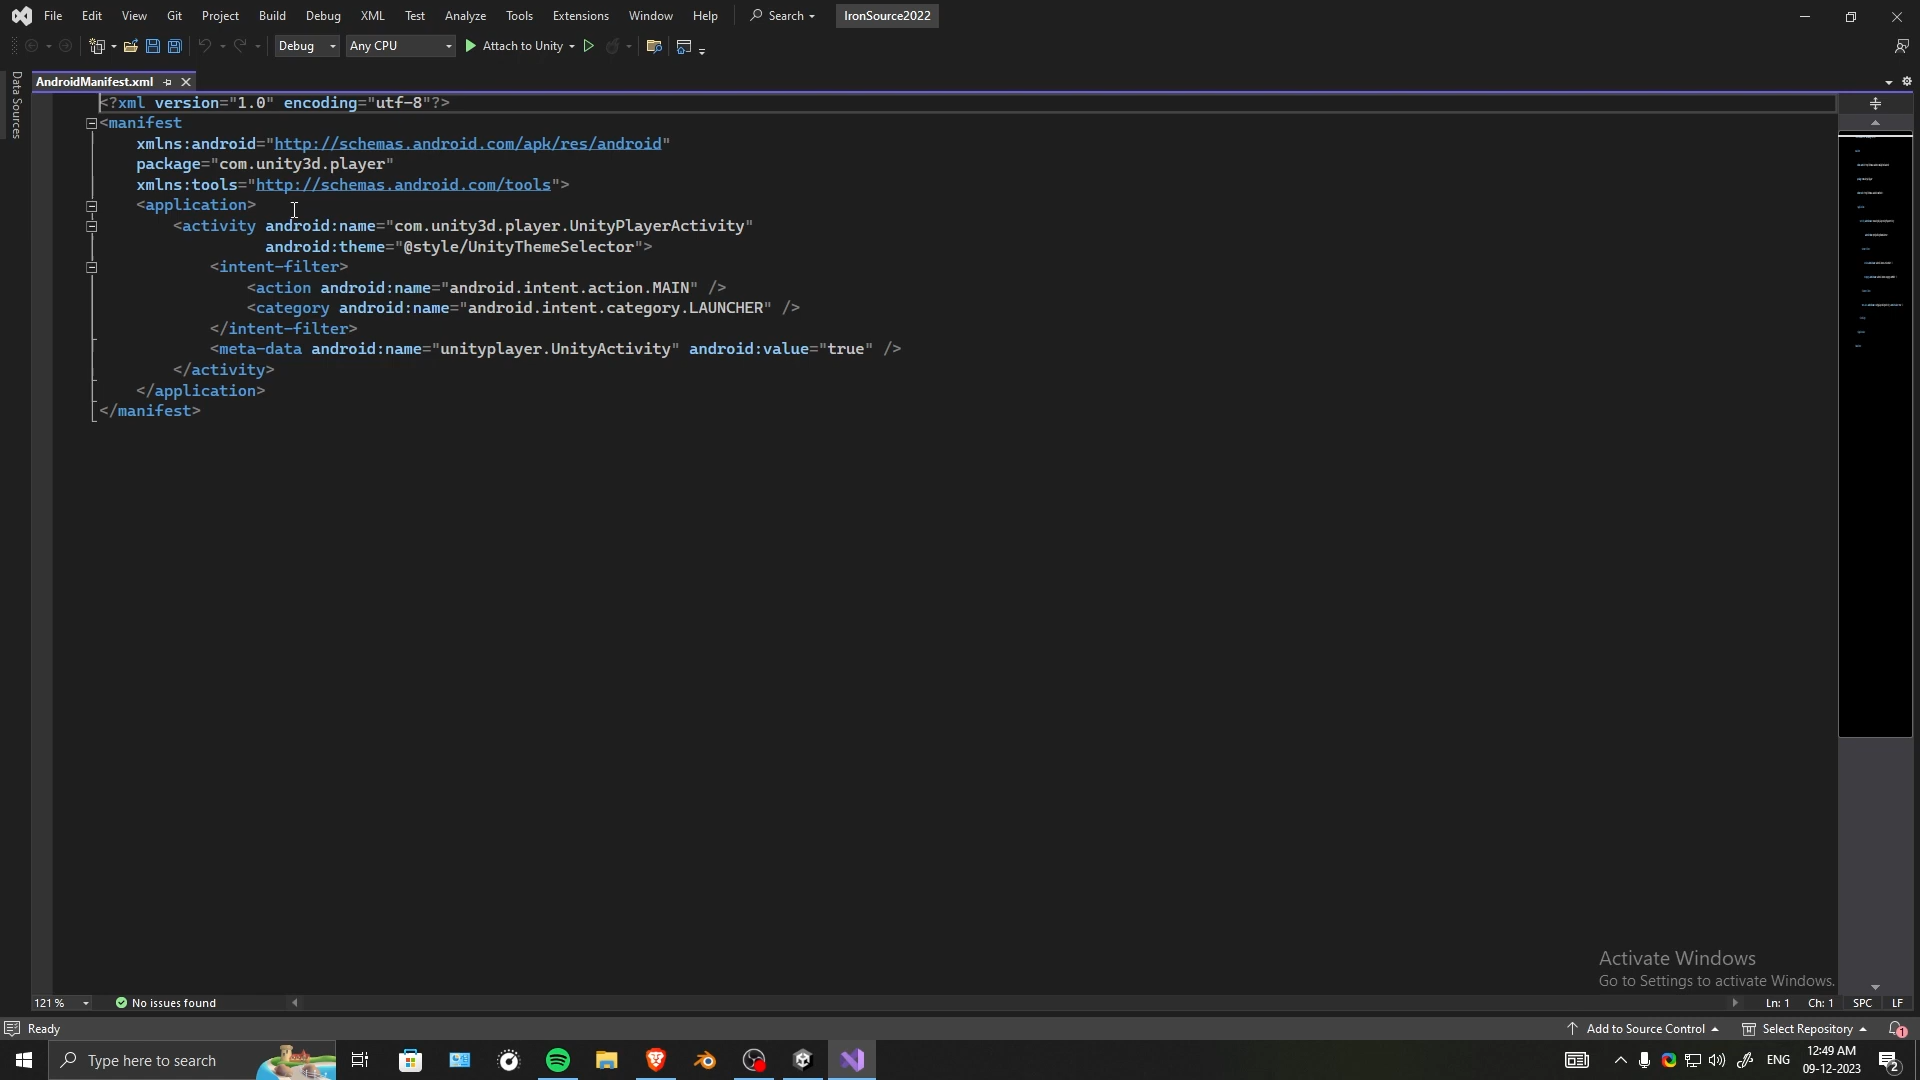 File Edit View Git Project Build Debug XML Test Analyze Tools Extensions Window Help Search IronSource2022
Debug Any CPU Attach to Unity
Data Sources
AndroidManifest.xml
<?xml version="1.0" encoding="utf-8"?>
<manifest
xmlns:android="http://schemas.android.com/apk/res/android"
package="com.unity3d.player"
xmlns:tools="http://schemas.android.com/tools">
<application>
<activity android:name="com.unity3d.player.UnityPlayerActivity"
android:theme="@style/UnityThemeSelector">
<intent-filter>
<action android:name="android.intent.action.MAIN" />
<category android:name="android.intent.category.LAUNCHER" />
</intent-filter>
<meta-data android:name="unityplayer.UnityActivity" android:value="true" />
</activity>
</application>
</manifest>
Activate Windows
Go to Settings to activate Windows.
121 % No issues found Ln: 1 Ch: 1 SPC LF
Ready Add to Source Control Select Repository 1
Type here to search ENG 12:49 AM
09-12-2023 2